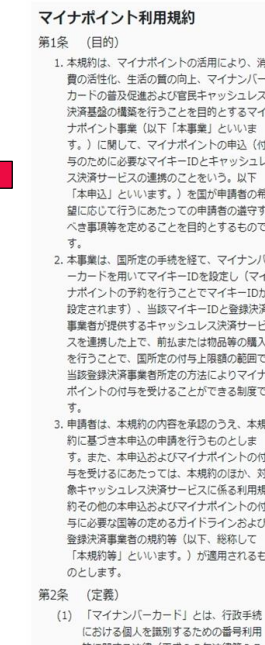 マイナポイント利用規約
第1条　(目的)
1. 本規約は、マイナポイントの活用により、消
費の活性化、生活の質の向上、マイナンバー
カードの普及促進および官民キャッシュレス
決済基盤の構築を行うことを目的とするマイ
ナポイント事業（以下「本事業」といいま
す。）に関して、マイナポイントの申込（付
与のために必要なマイキーIDとキャッシュレ
ス決済サービスの連携のことをいう。以下
「本申込」といいます。）を国が申請者の希
望に応じて行うにあたっての申請者の遵守す
べき事項等を定めることを目的とするもので
す。
2. 本事業は、国所定の手続を経て、マイナンバ
ーカードを用いてマイキーIDを設定し（マイ
ナポイントの予約を行うことでマイキーIDが
設定されます）、当該マイキーIDと登録決済
事業者が提供するキャッシュレス決済サービ
スを連携した上で、前払または物品等の購入
を行うことで、国所定の付与上限額の範囲で
当該登録決済事業者所定の方法によりマイナ
ポイントの付与を受けることができる制度で
す。
3. 申請者は、本規約の内容を承認のうえ、本規
約に基づき本申込の申請を行うものとしま
す。また、本申込およびマイナポイントの付
与を受けるにあたっては、本規約のほか、対
象キャッシュレス決済サービスに係る利用規
約その他の本申込およびマイナポイントの付
与に必要な国等の定めるガイドラインおよび
登録決済事業者の規約等（以下、総称して
「本規約等」といいます。）が適用されるも
のとします。
第2条　(定義)
(1) 「マイナンバーカード」とは、行政手続
における個人を識別するための番号利用